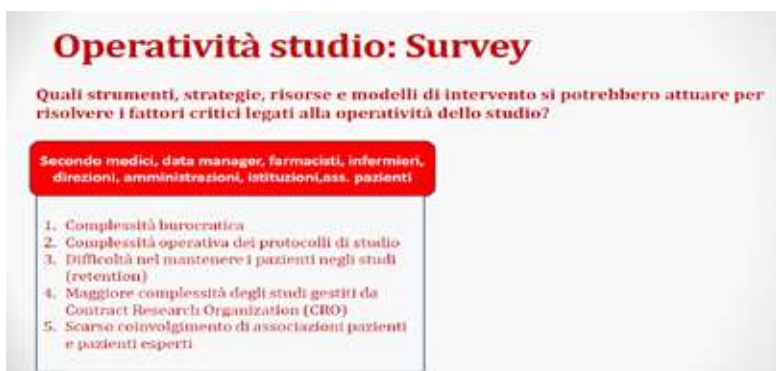 Operatività studio: Survey
Quali strumenti, strategie, risorse e modelli di intervento si potrebbero attuare per
risolvere i fattori critici legati alla operatività dello studio?
Secondo medici, data manager, farmacisti, infermieri,
direzioni, amministrazioni, istituzioni,ass. pazienti
1. Complessità burocratica
2. Complessità operativa dei protocolli di studio
3. Difficoltà nel mantenere i pazienti negli studi
(retention)
4. Maggiore complessità degli studi gestiti da
Contract Research Organization (CRO)
5. Scarso coinvolgimento di associazioni pazienti
e pazienti esperti